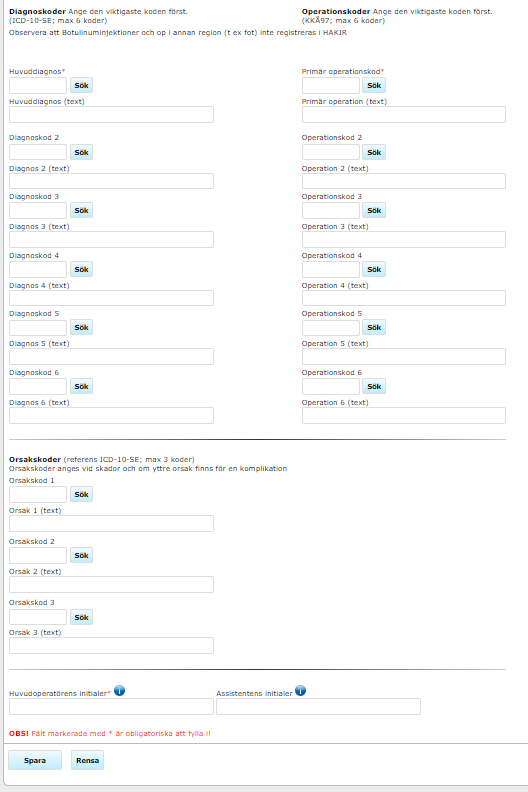 Diagnoskoder Ange den viktigaste koden först.
(ICD-10-SE; max 6 koder)
Operationskoder Ange den viktigaste koden först.
(KKÅ97; max 6 koder)
Observera att Botulinuminjektioner och op i annan region (t ex fot) inte registreras i HAKIR
Huvuddiagnos*
Sök
Huvuddiagnos (text)
Primär operationskod*
Sök
Primär operation (text)
Diagnoskod 2
Sök
Diagnos 2 (text)
Operationskod 2
Sök
Operation 2 (text)
Diagnoskod 3
Sök
Diagnos 3 (text)
Operationskod 3
Sök
Operation 3 (text)
Diagnoskod 4
Sök
Diagnos 4 (text)
Operationskod 4
Sök
Operation 4 (text)
Diagnoskod 5
Sök
Diagnos 5 (text)
Operationskod 5
Sök
Operation 5 (text)
Diagnoskod 6
Sök
Diagnos 6 (text)
Operationskod 6
Sök
Operation 6 (text)
Orsakskoder (referens ICD-10-SE; max 3 koder)
Orsakskoder anges vid skador och om yttre orsak finns för en komplikation
Orsakskod 1
Sök
Orsak 1 (text)
Orsakskod 2
Sök
Orsak 2 (text)
Orsakskod 3
Sök
Orsak 3 (text)
Huvudoperatörens initialer* i
Assistentens initialer i
OBS! Fält markerade med * är obligatoriska att fylla i!
Spara
Rensa